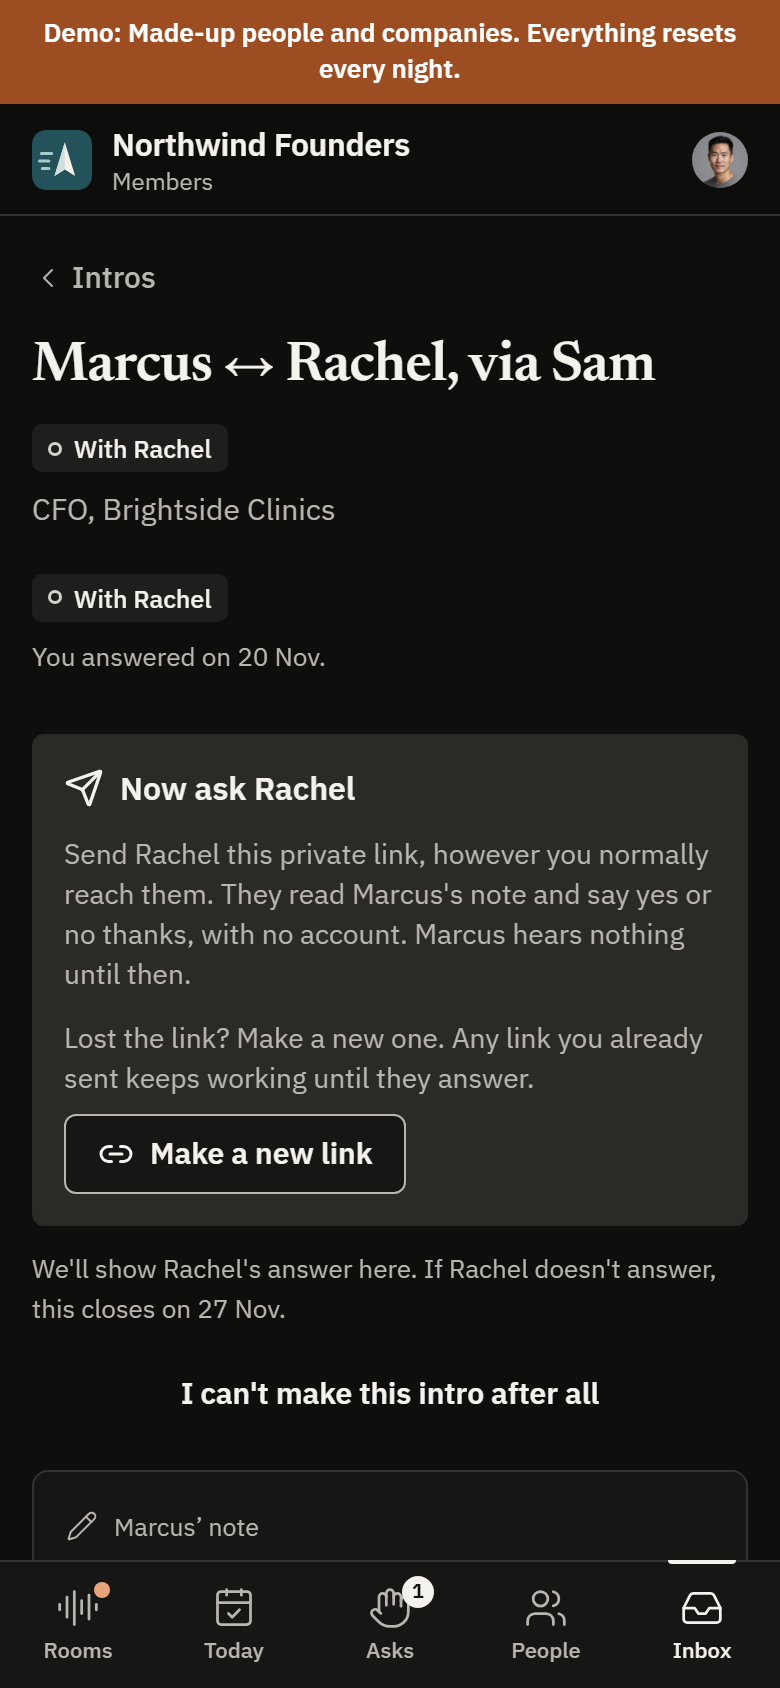 Demo: Made-up people and companies. Everything resets
every night.
Northwind Founders
Members
Intros
Marcus ↔ Rachel, via Sam
With Rachel
CFO, Brightside Clinics
With Rachel
You answered on 20 Nov.
Now ask Rachel
Send Rachel this private link, however you normally
reach them. They read Marcus's note and say yes or
no thanks, with no account. Marcus hears nothing
until then.
Lost the link? Make a new one. Any link you already
sent keeps working until they answer.
Make a new link
We'll show Rachel's answer here. If Rachel doesn't answer,
this closes on 27 Nov.
I can't make this intro after all
Marcus’ note
1
Rooms
Today
Asks
People
Inbox